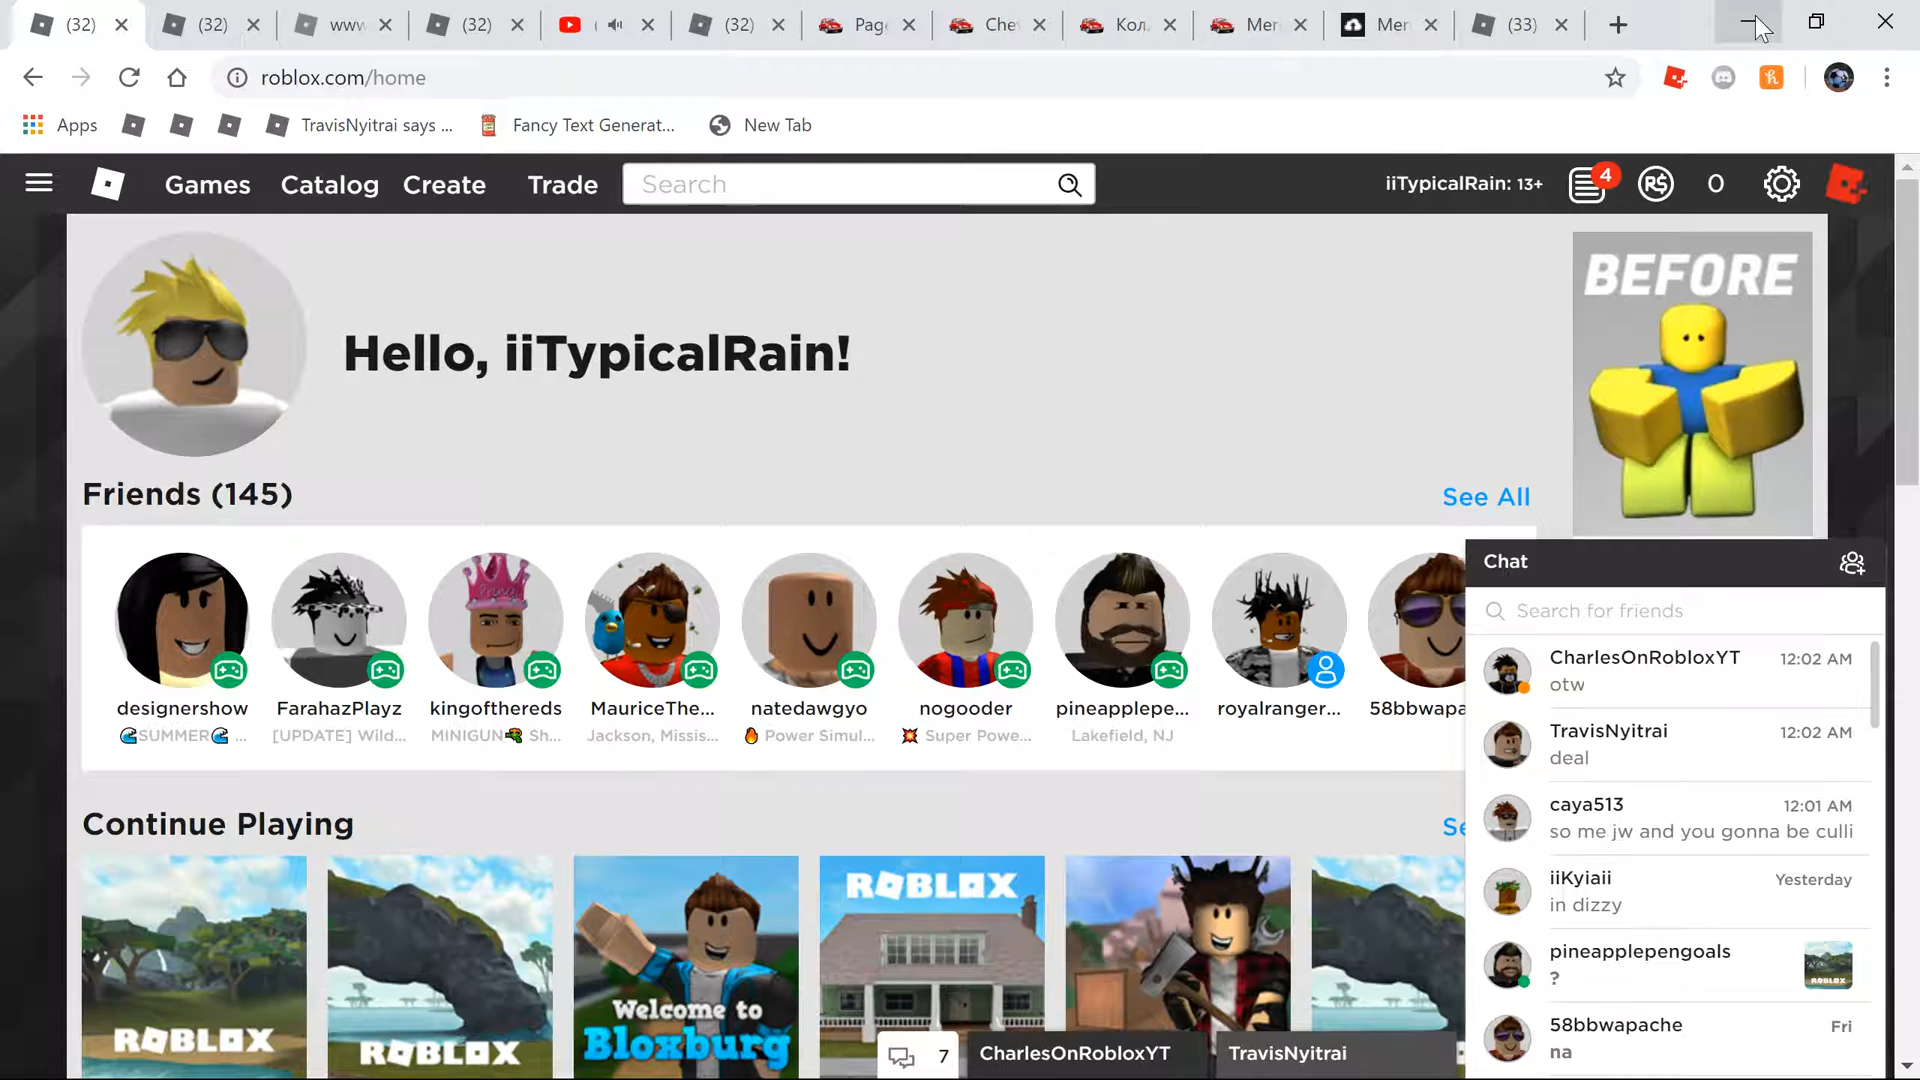 (32)
(32)
www
(32)
(32)
Page
Che
Кол
Mer
Mer
(33)
roblox.com/home
Apps
TravisNyitrai says ...
Fancy Text Generat...
New Tab
Games
Catalog
Create
Trade
Search
iiTypicalRain: 13+
4
R$
0
Hello, iiTypicalRain!
BEFORE
Friends (145)
See All
designershow
FarahazPlayz
kingofthereds
MauriceThe...
natedawgyo
nogooder
pineapplepe...
royalranger...
58bbwapa
🌊SUMMER🌊 ...
[UPDATE] Wild...
MINIGUN🔫 Sh...
Jackson, Missis...
🔥 Power Simul...
💥 Super Powe...
Lakefield, NJ
Chat
Search for friends
CharlesOnRobloxYT
12:02 AM
otw
TravisNyitrai
12:02 AM
deal
caya513
12:01 AM
so me jw and you gonna be culli
iiKyiaii
Yesterday
in dizzy
pineapplepengoals
?
ROBLOX
58bbwapache
Fri
na
Continue Playing
Se
ROBLOX
ROBLOX
Welcome to
Bloxburg
ROBLOX
ROBLOX
7
CharlesOnRobloxYT
TravisNyitrai